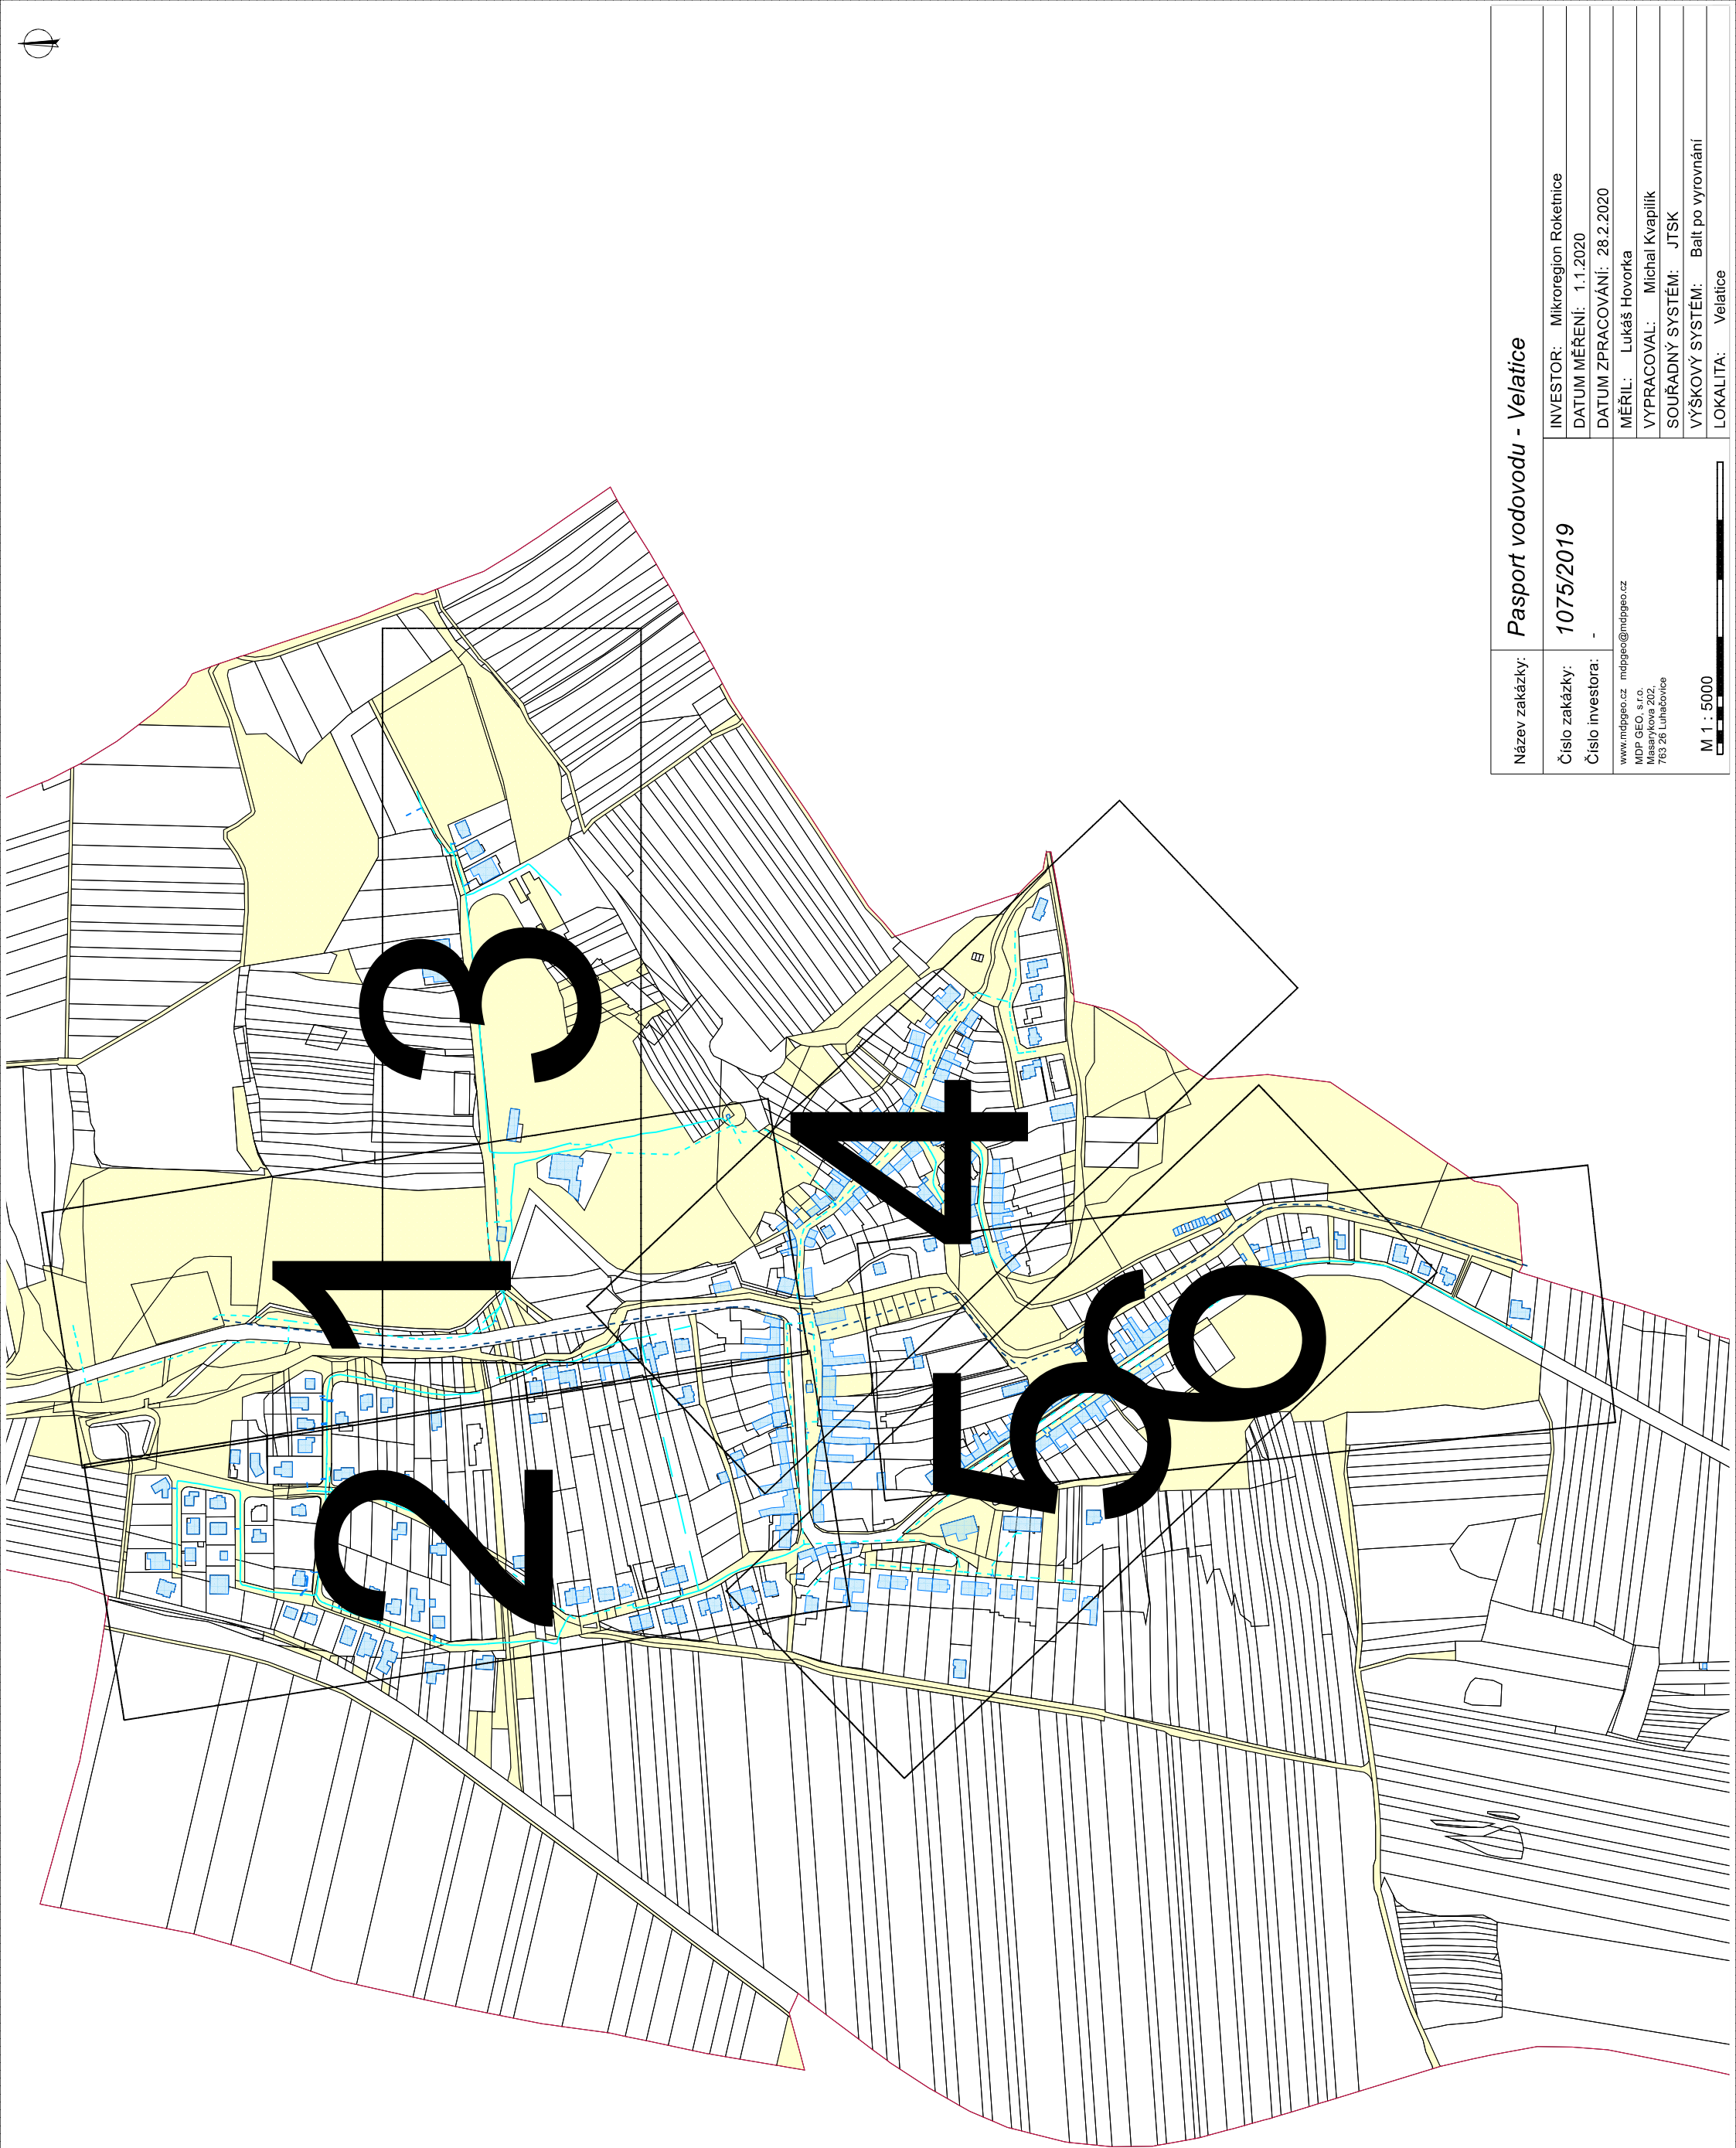 Název zakázky: Pasport vodovodu - Velatice
Číslo zakázky: 1075/2019
Číslo investora: -
www.mdpgeo.cz mdpgeo@mdpgeo.cz
MDP GEO, s.r.o.
Masarykova 202,
763 26 Luhačovice
M 1 : 5000
INVESTOR: Mikroregion Roketnice
DATUM MĚŘENÍ: 1.1.2020
DATUM ZPRACOVÁNÍ: 28.2.2020
MĚŘIL: Lukáš Hovorka
VYPRACOVAL: Michal Kvapilík
SOUŘADNÝ SYSTÉM: JTSK
VÝŠKOVÝ SYSTÉM: Balt po vyrovnání
LOKALITA: Velatice
1
2
3
4
5
6